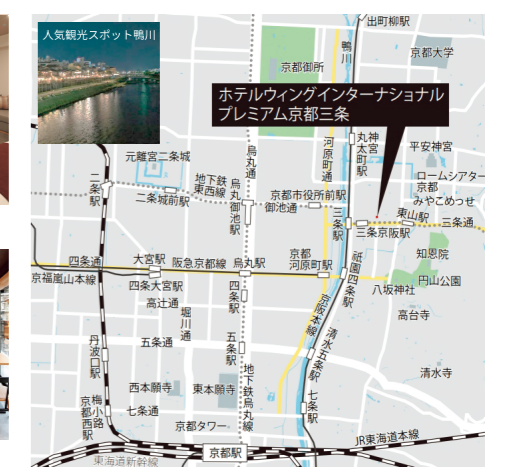 人気観光スポット鴨川
出町柳駅
鴨川
京都大学
京都御所
ホテルウィングインターナショナル
プレミアム京都三条
烏丸通
河原町通
神宮丸太町駅
平安神宮
元離宮二条城
ロームシアター
京都
みやこめっせ
地下鉄
東西線
烏丸御池駅
二条駅
二条城前駅
京都市役所前駅
御池通
三条駅
東山駅
三条通
三条京阪駅
知恩院
祇園四条駅
円山公園
八坂神社
四条通
大宮駅
阪急京都線
烏丸駅
京都
河原町駅
京福嵐山本線
四条大宮駅
四条駅
高辻通
堀川通
京阪本線
高台寺
五条通
五条駅
清水五条駅
丹波口駅
清水寺
西本願寺
東本願寺
地下鉄烏丸線
七条駅
梅小路
京都西駅
七条通
京都タワー
京都駅
JR東海道本線
東海道新幹線